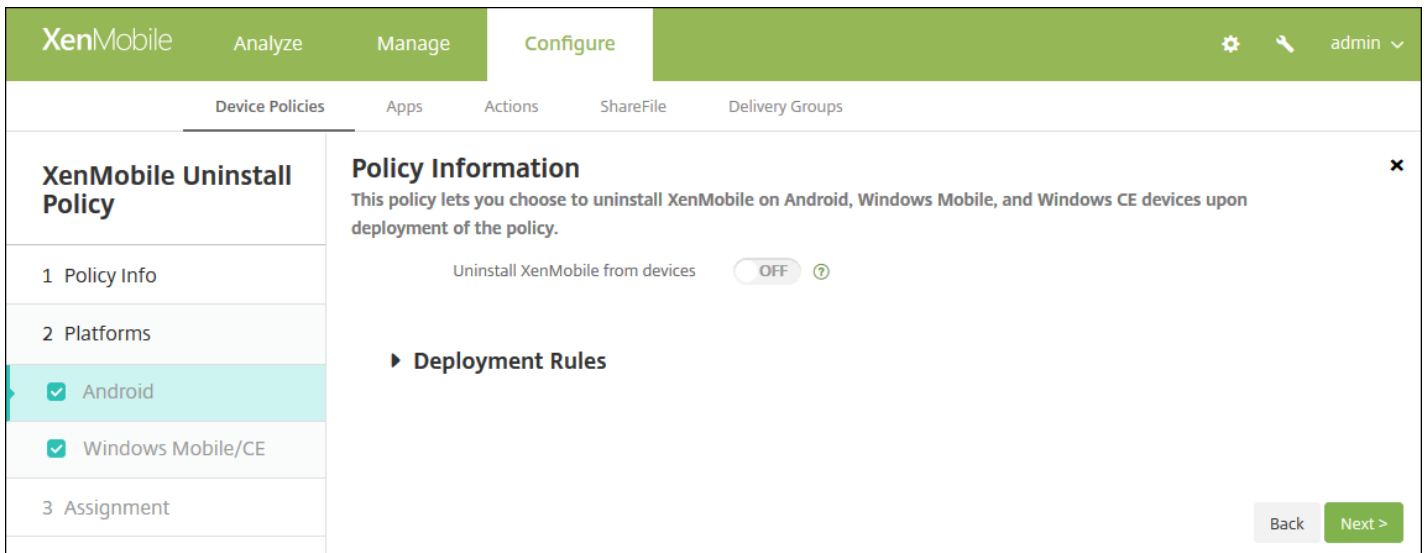 XenMobile Analyze Manage Configure admin
Device Policies Apps Actions ShareFile Delivery Groups
XenMobile Uninstall
Policy
1 Policy Info
2 Platforms
Android
Windows Mobile/CE
3 Assignment
Policy Information
This policy lets you choose to uninstall XenMobile on Android, Windows Mobile, and Windows CE devices upon
deployment of the policy.
Uninstall XenMobile from devices OFF ?
Deployment Rules
Back Next >